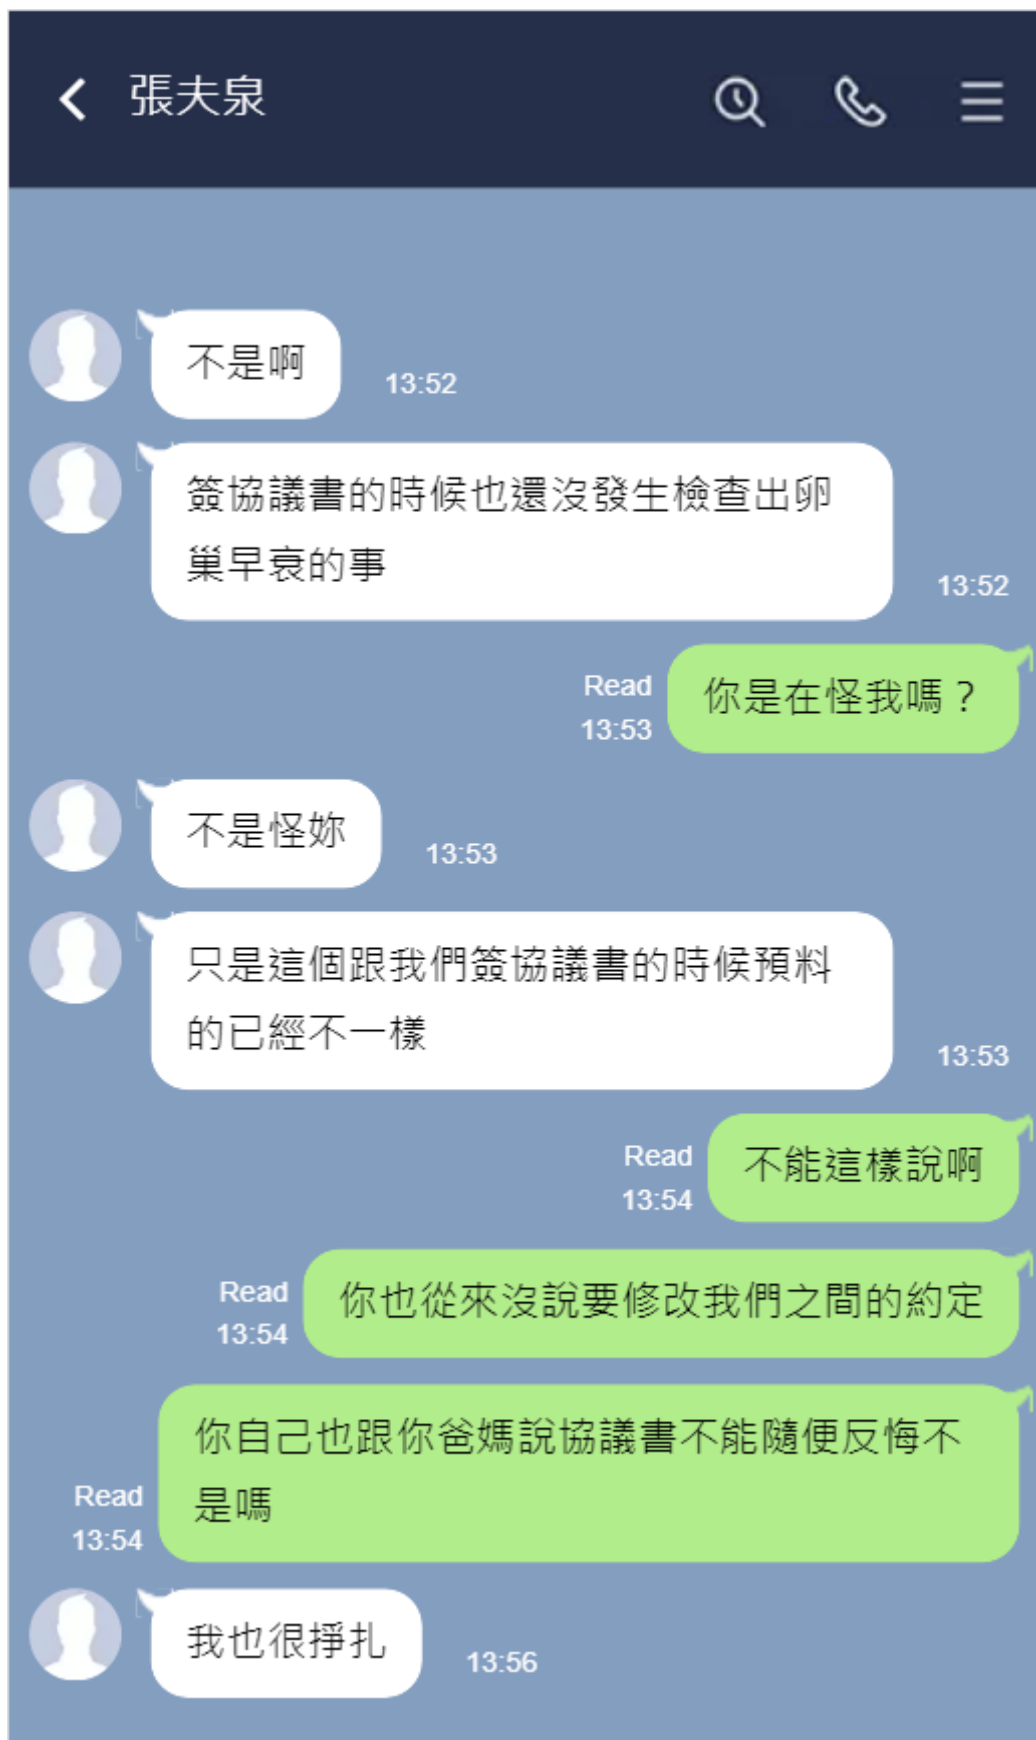 張夫泉
不是啊
13:52
簽協議書的時候也還沒發生檢查出卵
巢早衰的事
13:52
Read
13:53
你是在怪我嗎？
不是怪妳
13:53
只是這個跟我們簽協議書的時候預料
的已經不一樣
13:53
Read
13:54
不能這樣說啊
Read
13:54
你也從來沒說要修改我們之間的約定
你自己也跟你爸媽說協議書不能隨便反悔不
是嗎
Read
13:54
我也很掙扎
13:56